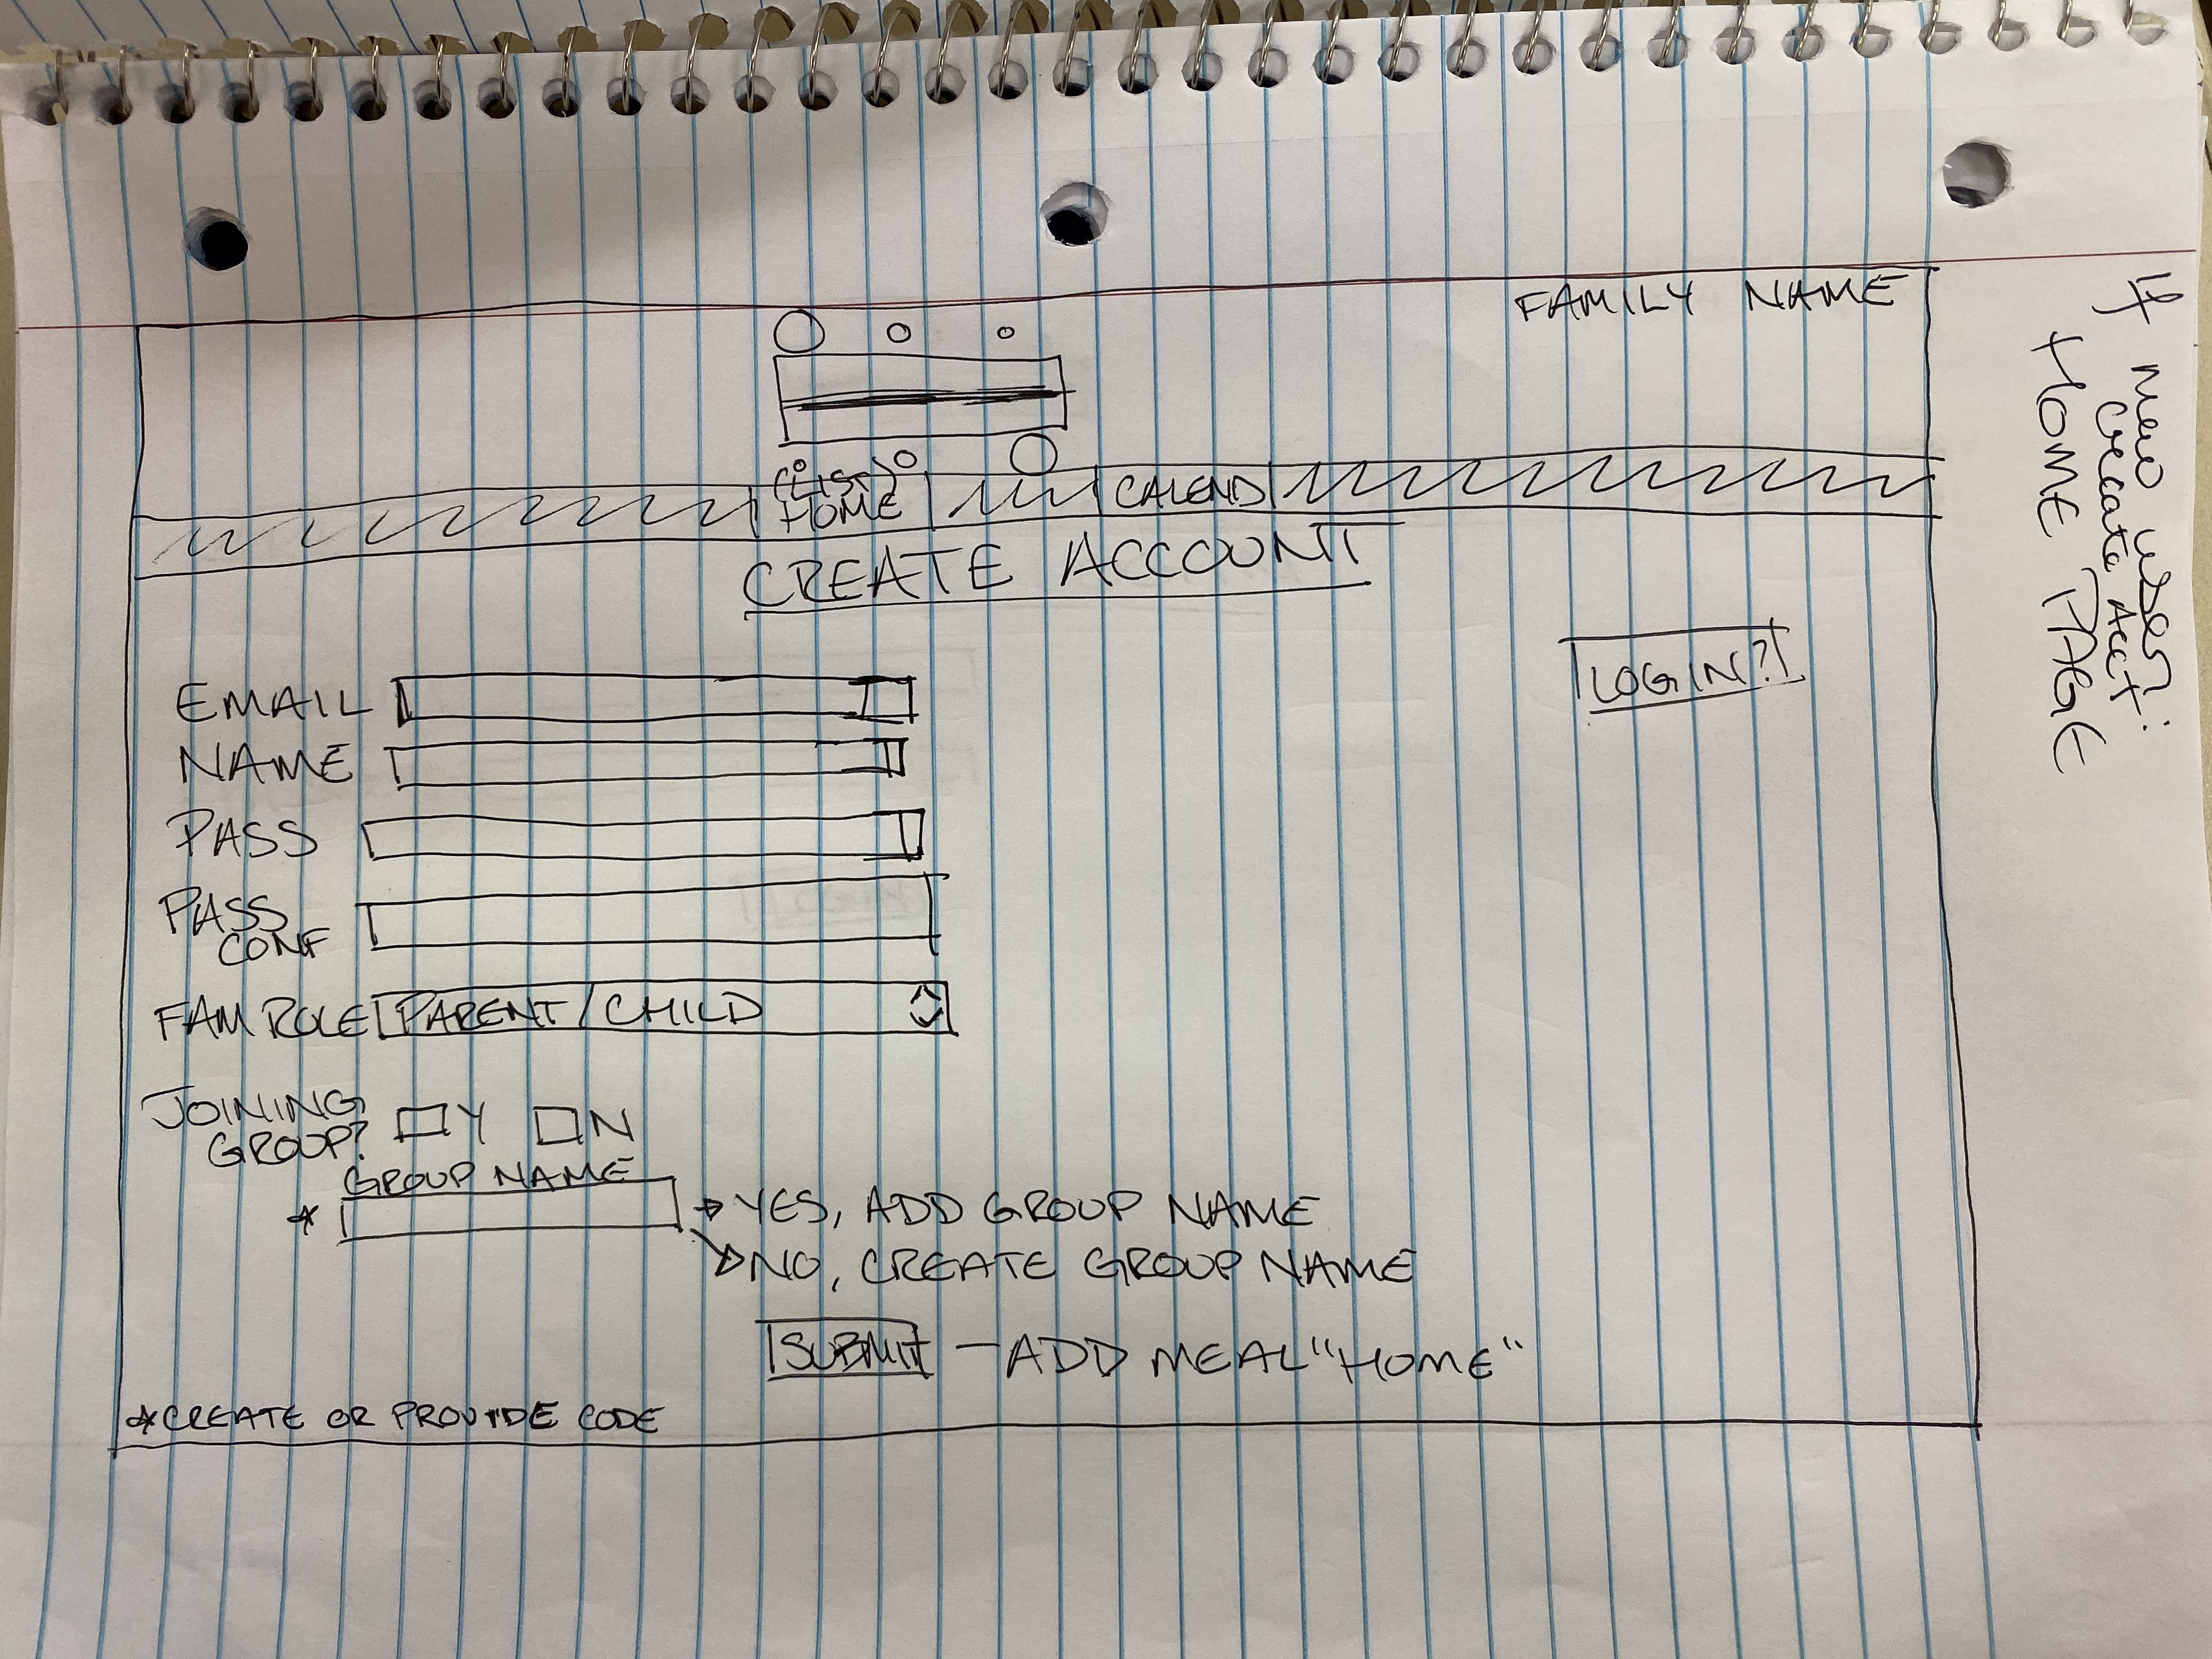 FAMILY NAME
(LIST)
HOME
CALEND
CREATE ACCOUNT
LOGIN?
EMAIL
NAME
PASS
PASS
CONF
FAM ROLE PARENT/CHILD
JOINING
GROUP? Y N
GROUP NAME
* YES, ADD GROUP NAME
NO, CREATE GROUP NAME
SUBMIT - ADD MEAL "HOME"
*CREATE OR PROVIDE CODE
If new user:
create Acct:
HOME PAGE